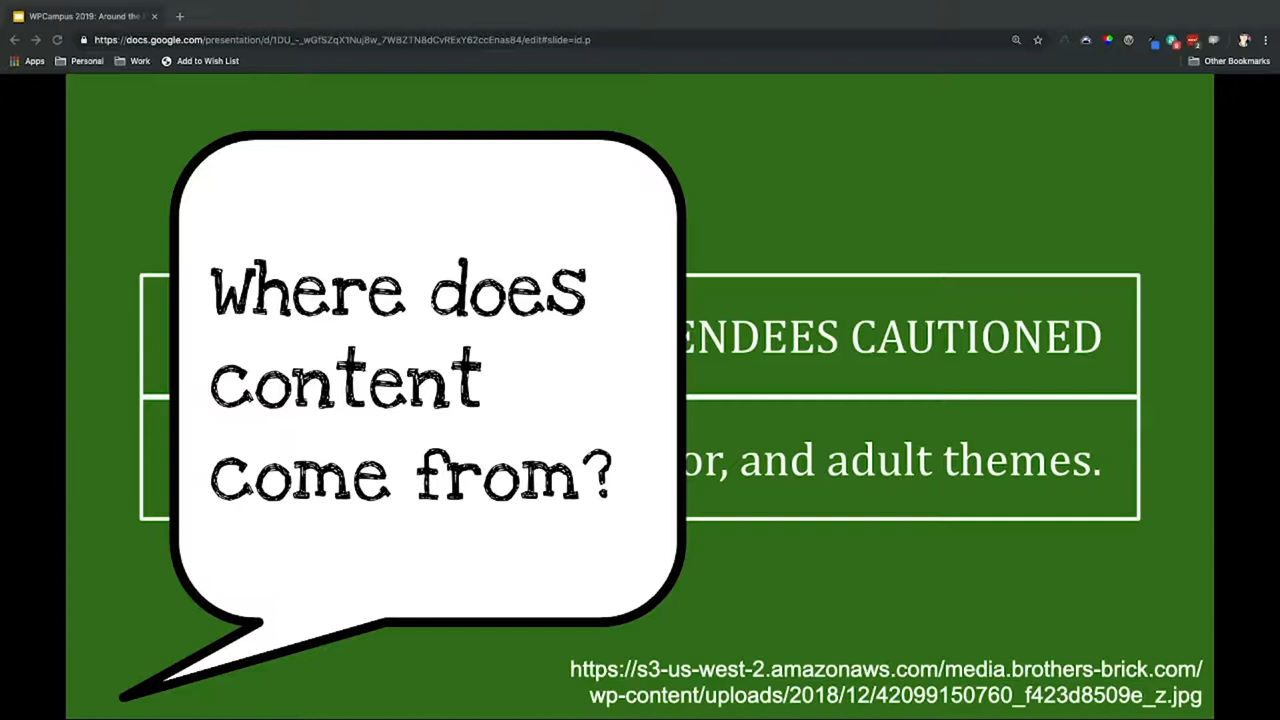 WPCampus 2019: Around the
https://docs.google.com/presentation/d/1DU_-_wGfSZqX1Nuj8w_7WBZTN8dCvRExY62ccEnas84/edit#slide=id.p
Apps Personal Work Add to Wish List Other Bookmarks
Where does
content
come from?
ENDEES CAUTIONED
or, and adult themes.
https://s3-us-west-2.amazonaws.com/media.brothers-brick.com/
wp-content/uploads/2018/12/42099150760_f423d8509e_z.jpg